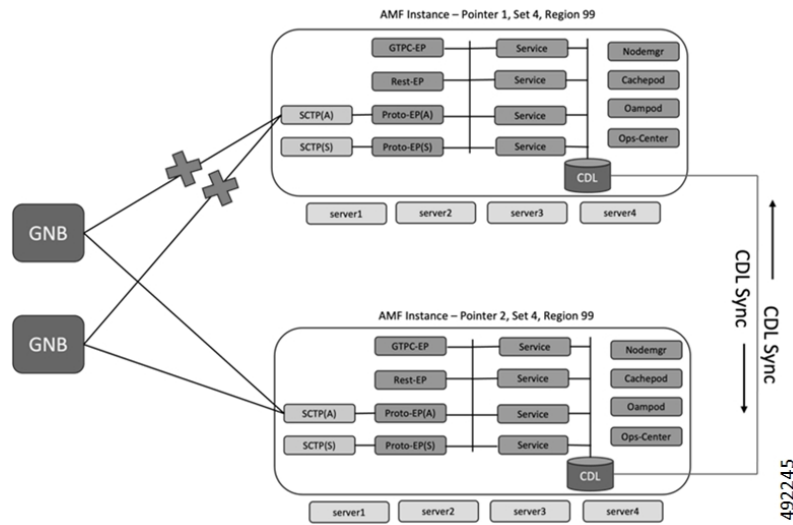 AMF Instance – Pointer 1, Set 4, Region 99
GTPC-EP
Service
Nodemgr
Rest-EP
Service
Cachepod
SCTP(A)
Proto-EP(A)
Service
Oampod
SCTP(S)
Proto-EP(S)
Service
Ops-Center
CDL
server1
server2
server3
server4
GNB
GNB
CDL Sync
CDL Sync
AMF Instance – Pointer 2, Set 4, Region 99
GTPC-EP
Service
Nodemgr
Rest-EP
Service
Cachepod
SCTP(A)
Proto-EP(A)
Service
Oampod
SCTP(S)
Proto-EP(S)
Service
Ops-Center
CDL
server1
server2
server3
server4
492245